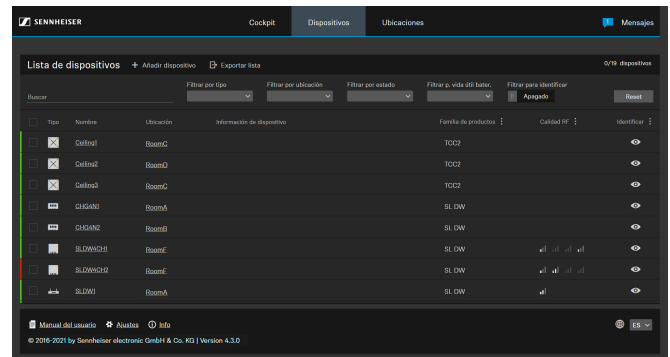 SENNHEISER
Cockpit
Dispositivos
Ubicaciones
1
Mensajes
Lista de dispositivos
+ Añadir dispositivo
Exportar lista
0/19 dispositivos
Buscar
Filtrar por tipo
Filtrar por ubicación
Filtrar por estado
Filtrar p. vida útil bater.
Filtrar para identificar
Apagado
Reset
Tipo Nombre Ubicación Información de dispositivo Familia de productos Calidad RF Identificar
Ceiling1 RoomC TCC2
Ceiling2 RoomD TCC2
Ceiling3 RoomC TCC2
CHG4N1 RoomA SL DW
CHG4N2 RoomB SL DW
SLDW4CH1 RoomF SL DW
SLDW4CH2 RoomF SL DW
SLDW1 RoomA SL DW
Manual del usuario Ajustes Info
ES
© 2016-2021 by Sennheiser electronic GmbH & Co. KG | Version 4.3.0